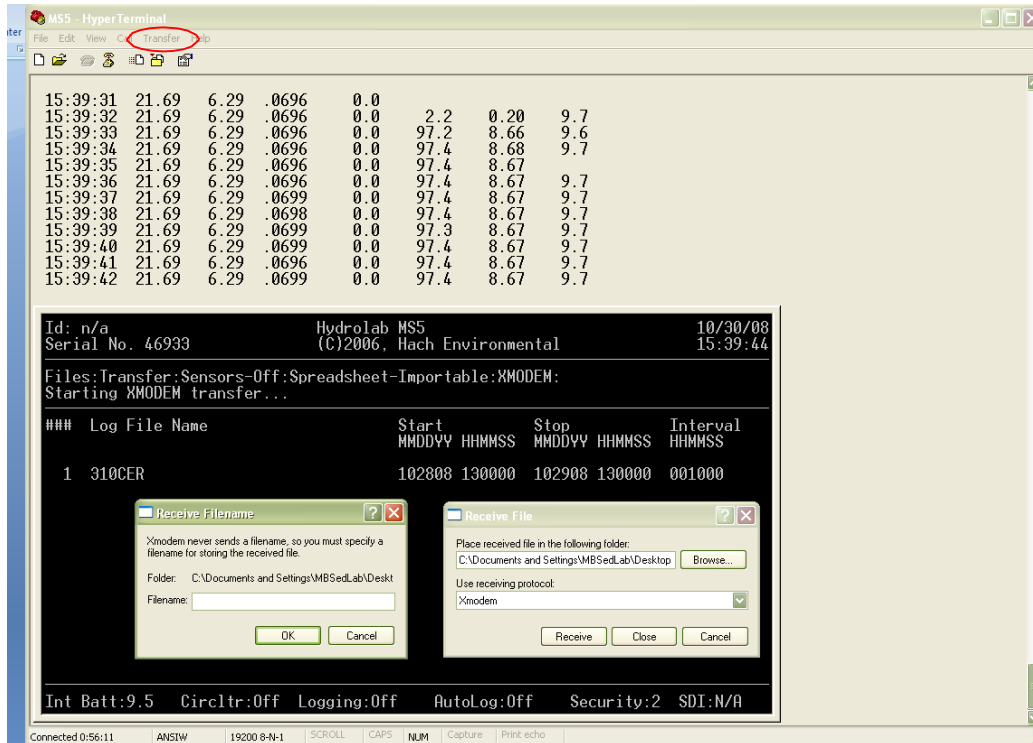 nter
MS5 - HyperTerminal
File Edit View Call Transfer Help
15:39:31 21.69 6.29 .0696 0.0
15:39:32 21.69 6.29 .0696 0.0 2.2 0.20 9.7
15:39:33 21.69 6.29 .0696 0.0 97.2 8.66 9.6
15:39:34 21.69 6.29 .0696 0.0 97.4 8.68 9.7
15:39:35 21.69 6.29 .0696 0.0 97.4 8.67
15:39:36 21.69 6.29 .0696 0.0 97.4 8.67 9.7
15:39:37 21.69 6.29 .0699 0.0 97.4 8.67 9.7
15:39:38 21.69 6.29 .0698 0.0 97.4 8.67 9.7
15:39:39 21.69 6.29 .0699 0.0 97.3 8.67 9.7
15:39:40 21.69 6.29 .0699 0.0 97.4 8.67 9.7
15:39:41 21.69 6.29 .0696 0.0 97.4 8.67 9.7
15:39:42 21.69 6.29 .0699 0.0 97.4 8.67 9.7
Id: n/a Hydrolab MS5 10/30/08
Serial No. 46933 (C)2006, Hach Environmental 15:39:44
Files:Transfer:Sensors-Off:Spreadsheet-Importable:XMODEM:
Starting XMODEM transfer...
### Log File Name Start Stop Interval
MMDDYY HHMMSS MMDDYY HHMMSS HHMMSS
1 310CER 102808 130000 102908 130000 001000
Receive Filename
Xmodem never sends a filename, so you must specify a
filename for storing the received file.
Folder: C:\Documents and Settings\MBSedLab\Deskt
Filename:
OK Cancel
Receive File
Place received file in the following folder:
C:\Documents and Settings\MBSedLab\Desktop Browse...
Use receiving protocol:
Xmodem
Receive Close Cancel
Int Batt:9.5 Circltr:Off Logging:Off AutoLog:Off Security:2 SDI:N/A
Connected 0:56:11 ANSIW 19200 8-N-1 SCROLL CAPS NUM Capture Print echo